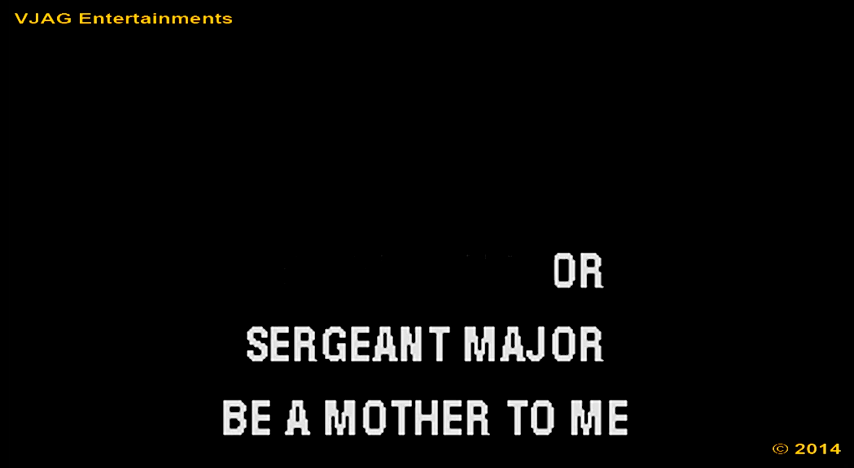 VJAG Entertainments
OR
SERGEANT MAJOR
BE A MOTHER TO ME
© 2014